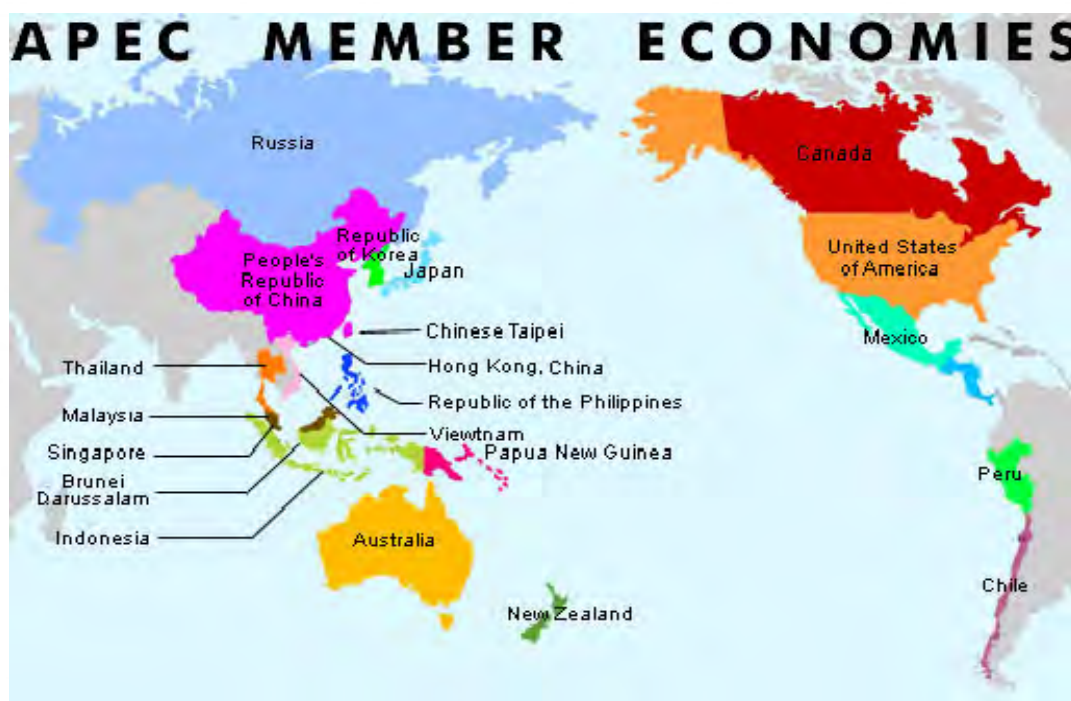 APEC MEMBER ECONOMIES
Russia
Canada
Republic
of Korea
People's
Republic
of China
Japan
United States
of America
Chinese Taipei
Mexico
Thailand
Hong Kong, China
Republic of the Philippines
Malaysia
Viewtnam
Singapore
Papua New Guinea
Brunei
Darussalam
Peru
Indonesia
Australia
Chile
New Zealand